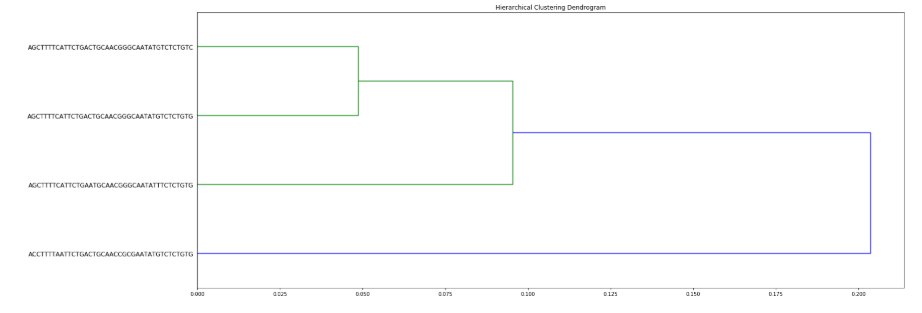 Hierarchical Clustering Dendrogram
AGCTTTTCATTCTGACTGCAACGGGCAATATGTCTCTGTC
AGCTTTTCATTCTGACTGCAACGGGCAATATGTCTCTGTG
AGCTTTTCATTCTGAATGCAACGGGCAATATTTCTCTGTG
ACCTTTTAATTCTGACTGCAACCGCGAATATGTCTCTGTG
0.000 0.025 0.050 0.075 0.100 0.125 0.150 0.175 0.200